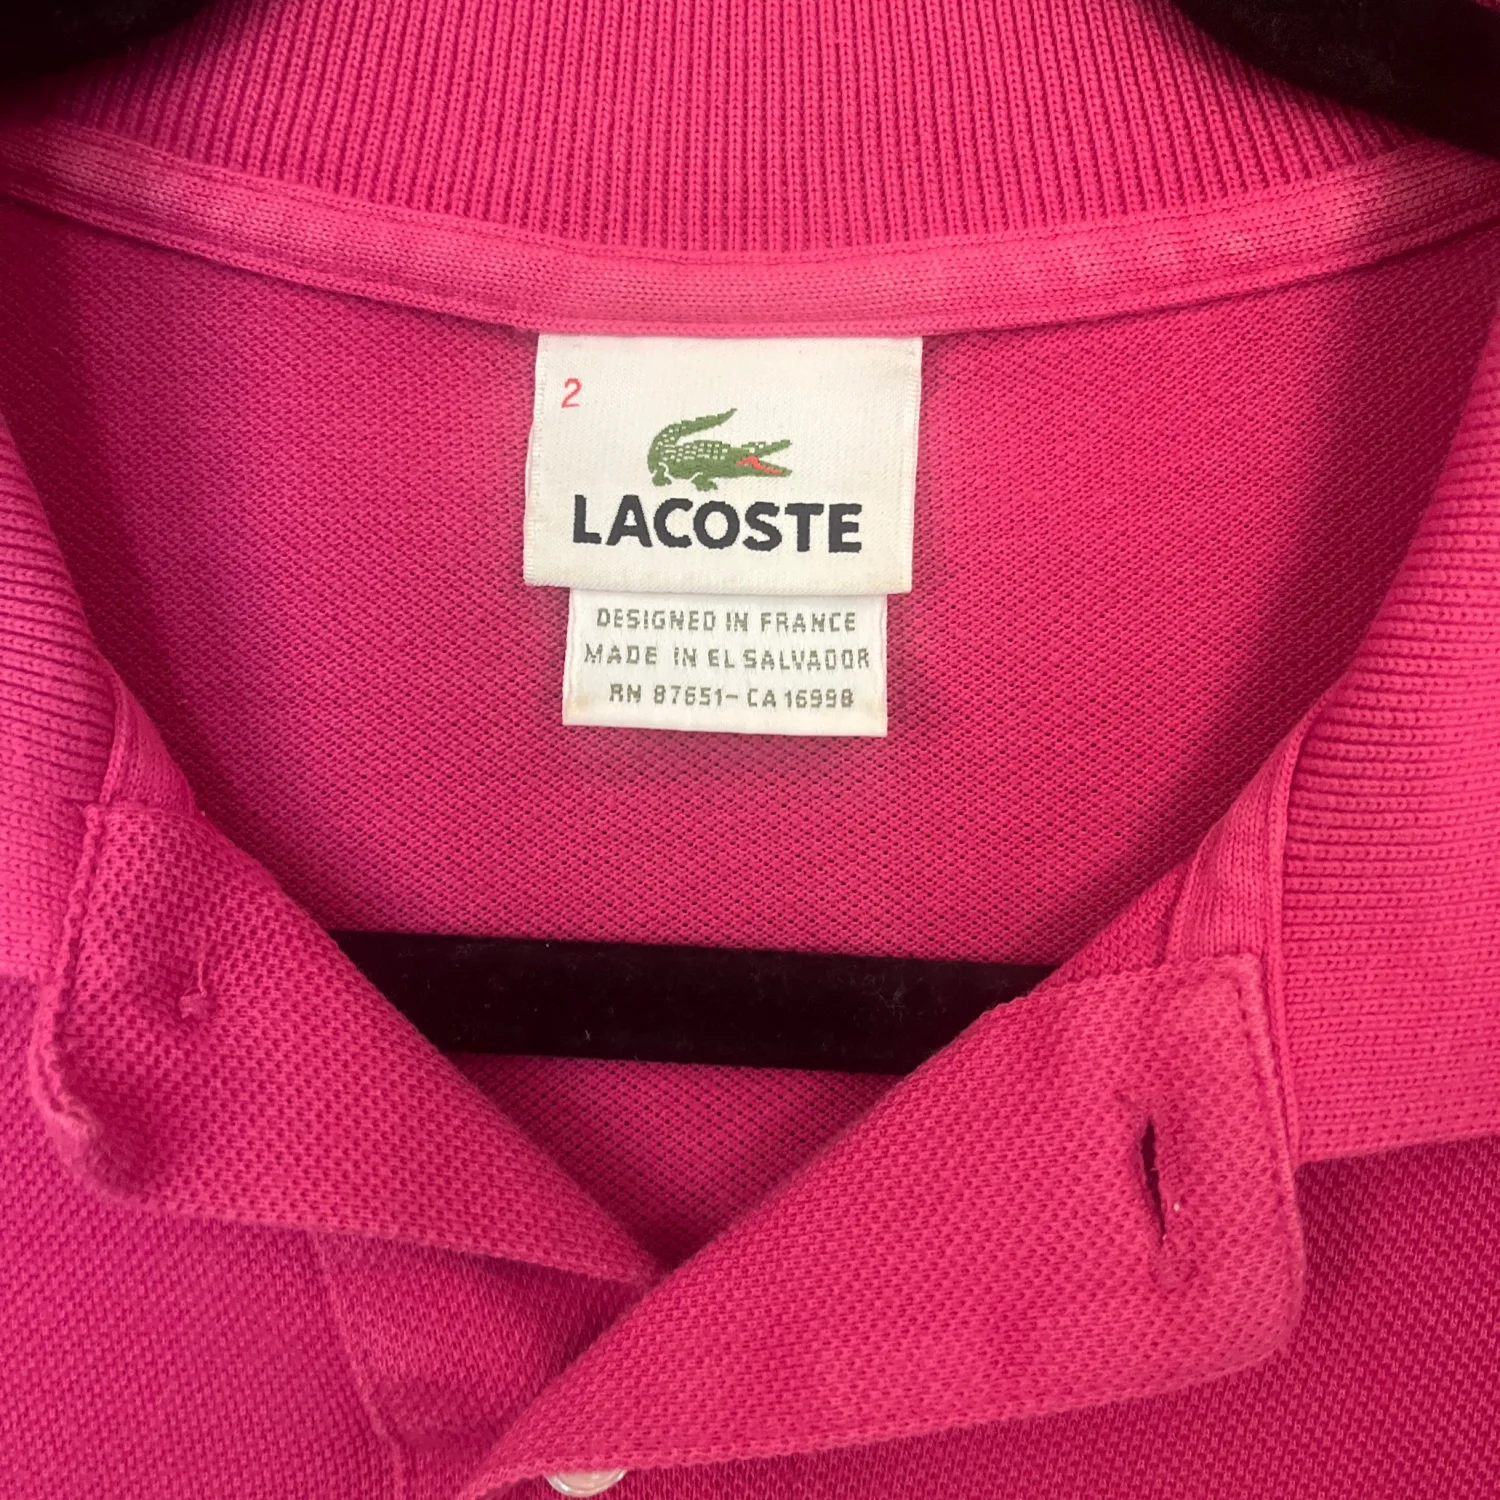 2
LACOSTE
DESIGNED IN FRANCE
MADE IN EL SALVADOR
RN 87651- CA 16998